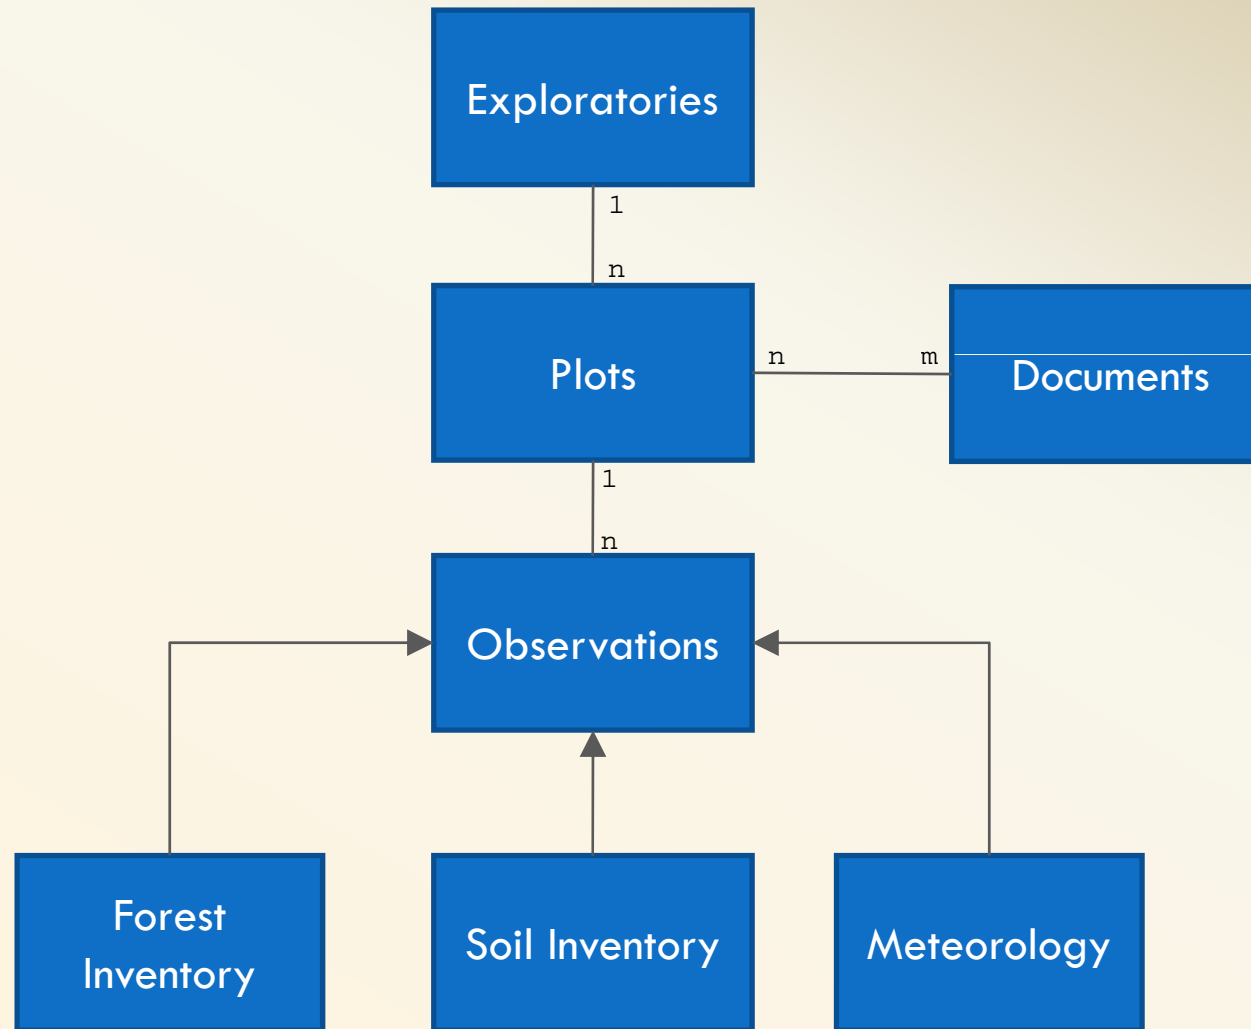 Exploratories
1
n
Plots
n
m
Documents
1
n
Observations
Forest
Inventory
Soil Inventory
Meteorology